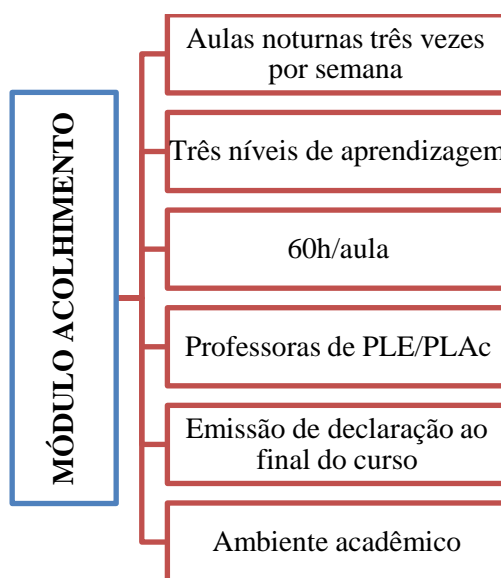 MÓDULO ACOLHIMENTO
Aulas noturnas três vezes
por semana
Três níveis de aprendizagem
60h/aula
Professoras de PLE/PLAc
Emissão de declaração ao
final do curso
Ambiente acadêmico